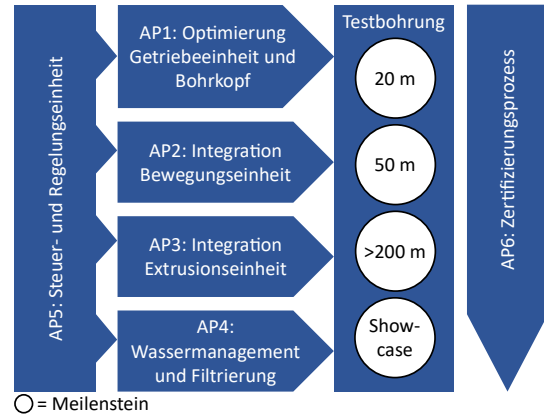 AP5: Steuer- und Regelungseinheit
AP1: Optimierung
Getriebeeinheit und
Bohrkopf
AP2: Integration
Bewegungseinheit
AP3: Integration
Extrusionseinheit
AP4:
Wassermanagement
und Filtrierung
Testbohrung
20 m
50 m
>200 m
Show-
case
AP6: Zertifizierungsprozess
= Meilenstein